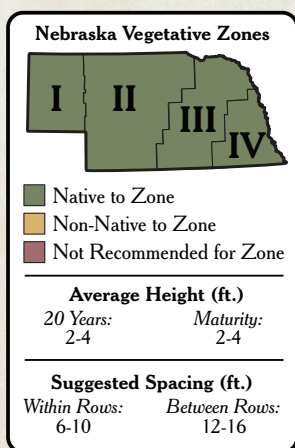 Nebraska Vegetative Zones
I
II
III
IV
Native to Zone
Non-Native to Zone
Not Recommended for Zone
Average Height (ft.)
20 Years: Maturity:
2-4 2-4
Suggested Spacing (ft.)
Within Rows: Between Rows:
6-10 12-16